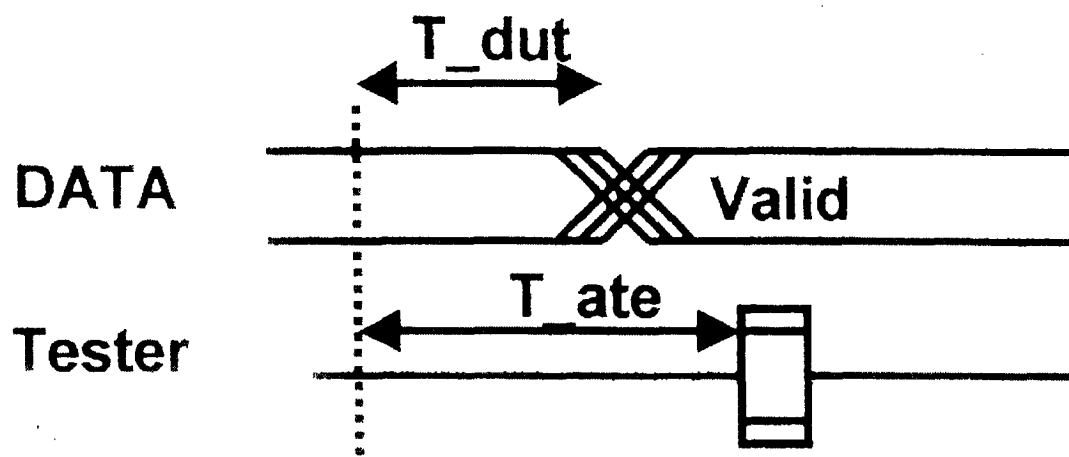 T_dut
DATA
Valid
T_ate
Tester